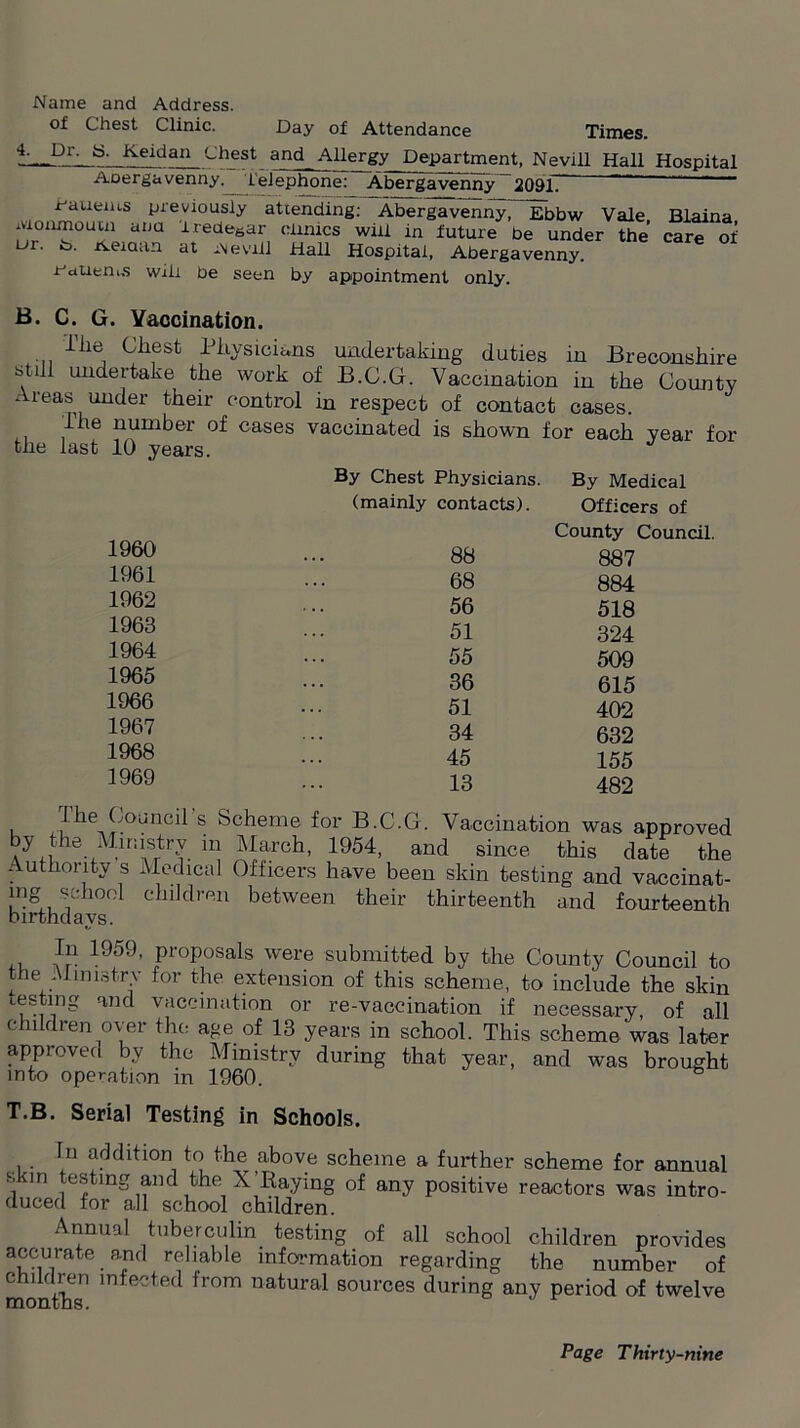 Name and Address.
of Chest Clinic. Day of Attendance Times.
4. Dr. S. Keidan Chest and Allergy Department, Nevill Hall Hospital
Abergavenny. Telephone: Abergavenny 2091.
Patients previously attending: Abergavenny, Ebbw Vale, Blaina,
Monmouth and Tredegar clinics will in future be under the care of
Dr. S. Keidan at Nevill Hall Hospital, Abergavenny.
Patients will be seen by appointment only.
B. C. G. Vaccination.
The Chest Physicians undertaking duties in Breconshire
still undertake the work of B.C.G. Vaccination in the County
Areas under their control in respect of contact cases.
The number of cases vaccinated is shown for each year for
the last 10 years.
By Chest Physicians. By Medical
(mainly contacts). Officers of
County Council.
1960 ... 88 887
1961 ... 68 884
1962 ... 56 518
1963 ... 51 324
1964 ... 55 509
1965 ... 36 615
1966 ... 51 402
1967 ... 34 632
1968 ... 45 155
1969 ... 13 482
The Council's Scheme for B.C.G. Vaccination was approved
by the Ministry in March, 1954, and since this date the
Authority's Medical Officers have been skin testing and vaccinat-
ing school children between their thirteenth and fourteenth
birthdays.
In 1959, proposals were submitted by the County Council to
the Ministry for the extension of this scheme, to include the skin
testing and vaccination or re-vaccination if necessary, of all
children over the age of 13 years in school. This scheme was later
approved by the Ministry during that year, and was brought
into operation in 1960.
T.B. Serial Testing in Schools.
In addition to the above scheme a further scheme for annual
skin testing and the X'Raying of any positive reactors was intro-
duced for all school children.
Annual tuberculin testing of all school children provides
accurate and reliable information regarding the number of
children infected from natural sources during any period of twelve
months.
Page Thirty-nine